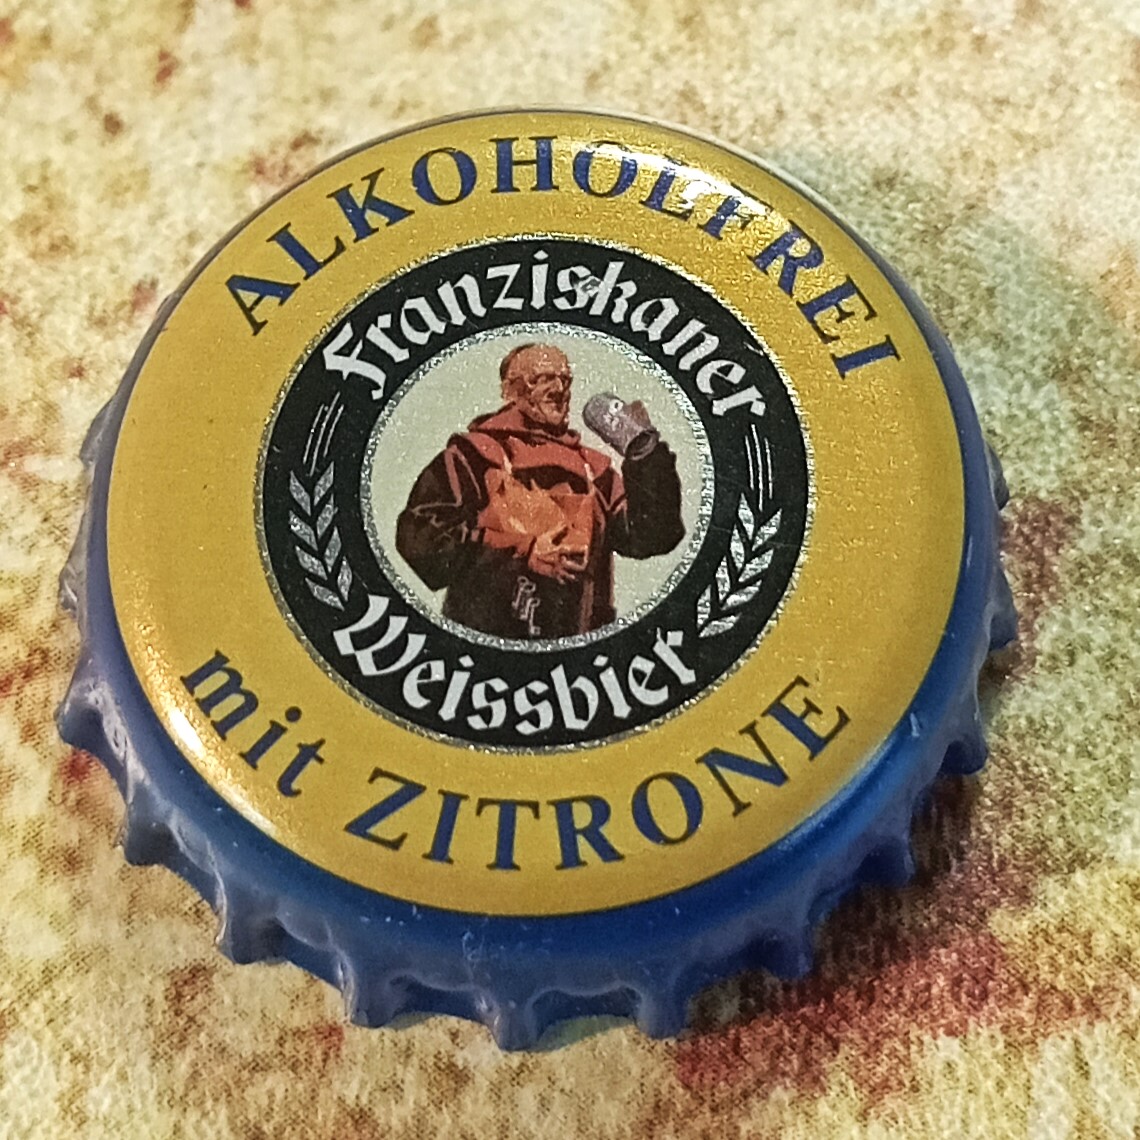 ALKOHOLFREI
Franziskaner
Weissbier
mit ZITRONE